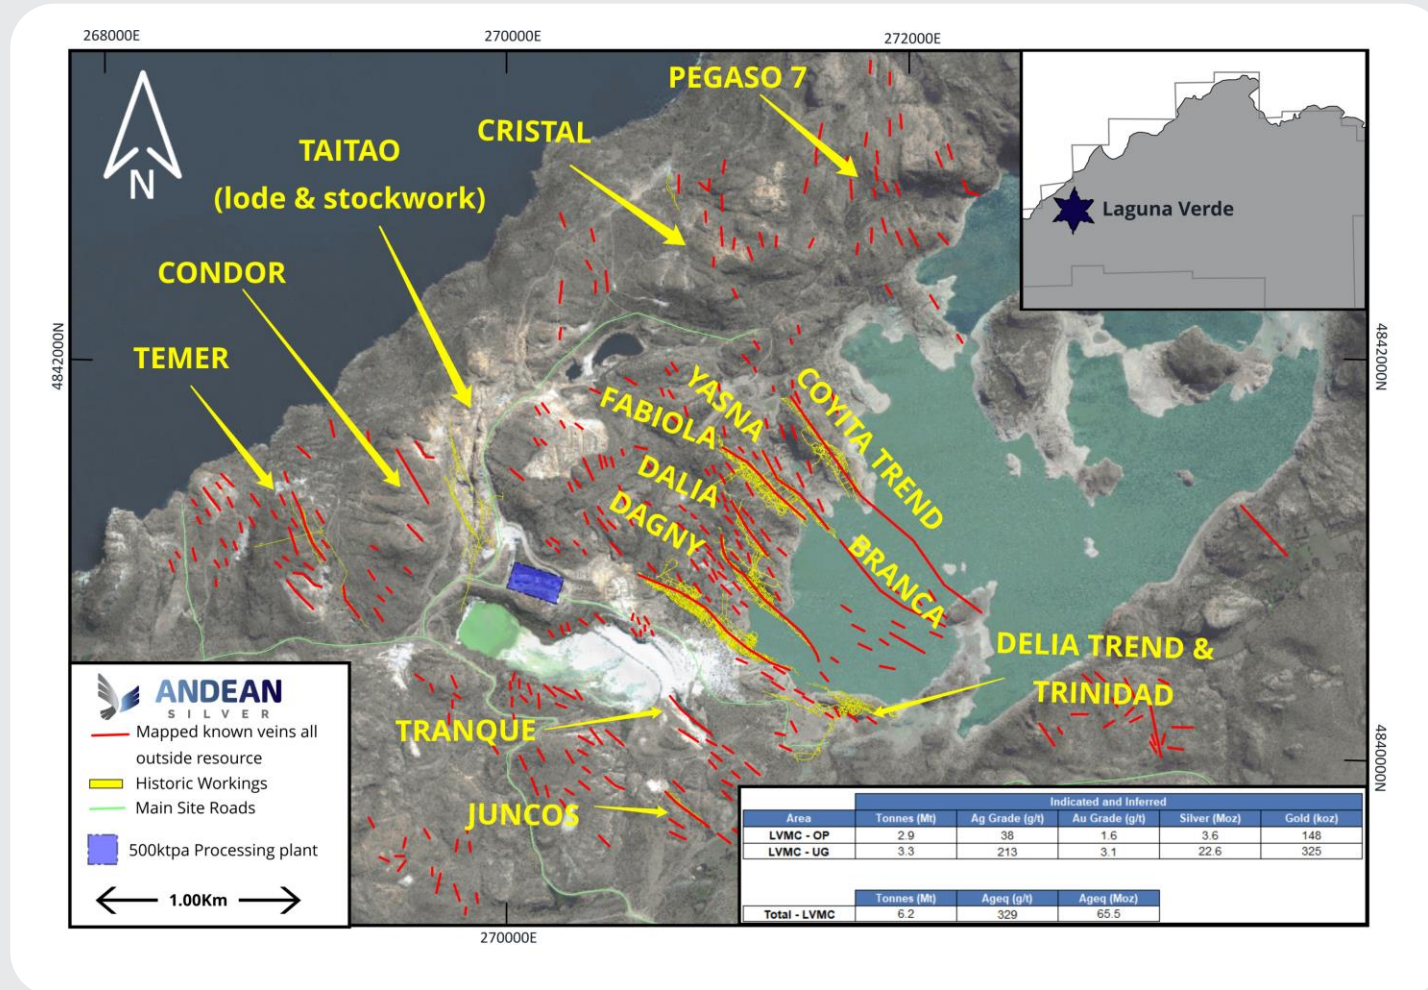 268000E
270000E
272000E
PEGASO 7
CRISTAL
TAITAO
(lode & stockwork)
CONDOR
TEMER
N
Laguna Verde
4842000N
4842000N
YASNA
FABIOLA
COYITA TREND
DALIA
DAGNY
BRANCA
DELIA TREND &
TRINIDAD
TRANQUE
JUNCOS
4840000N
ANDEAN
SILVER
Mapped known veins all
outside resource
Historic Workings
Main Site Roads
500ktpa Processing plant
1.00Km
Indicated and Inferred
Area Tonnes (Mt) Ag Grade (g/t) Au Grade (g/t) Silver (Moz) Gold (koz)
LVMC - OP 2.9 38 1.6 3.6 148
LVMC - UG 3.3 213 3.1 22.6 325
Tonnes (Mt) Ageq (g/t) Ageq (Moz)
Total - LVMC 6.2 329 65.5
270000E